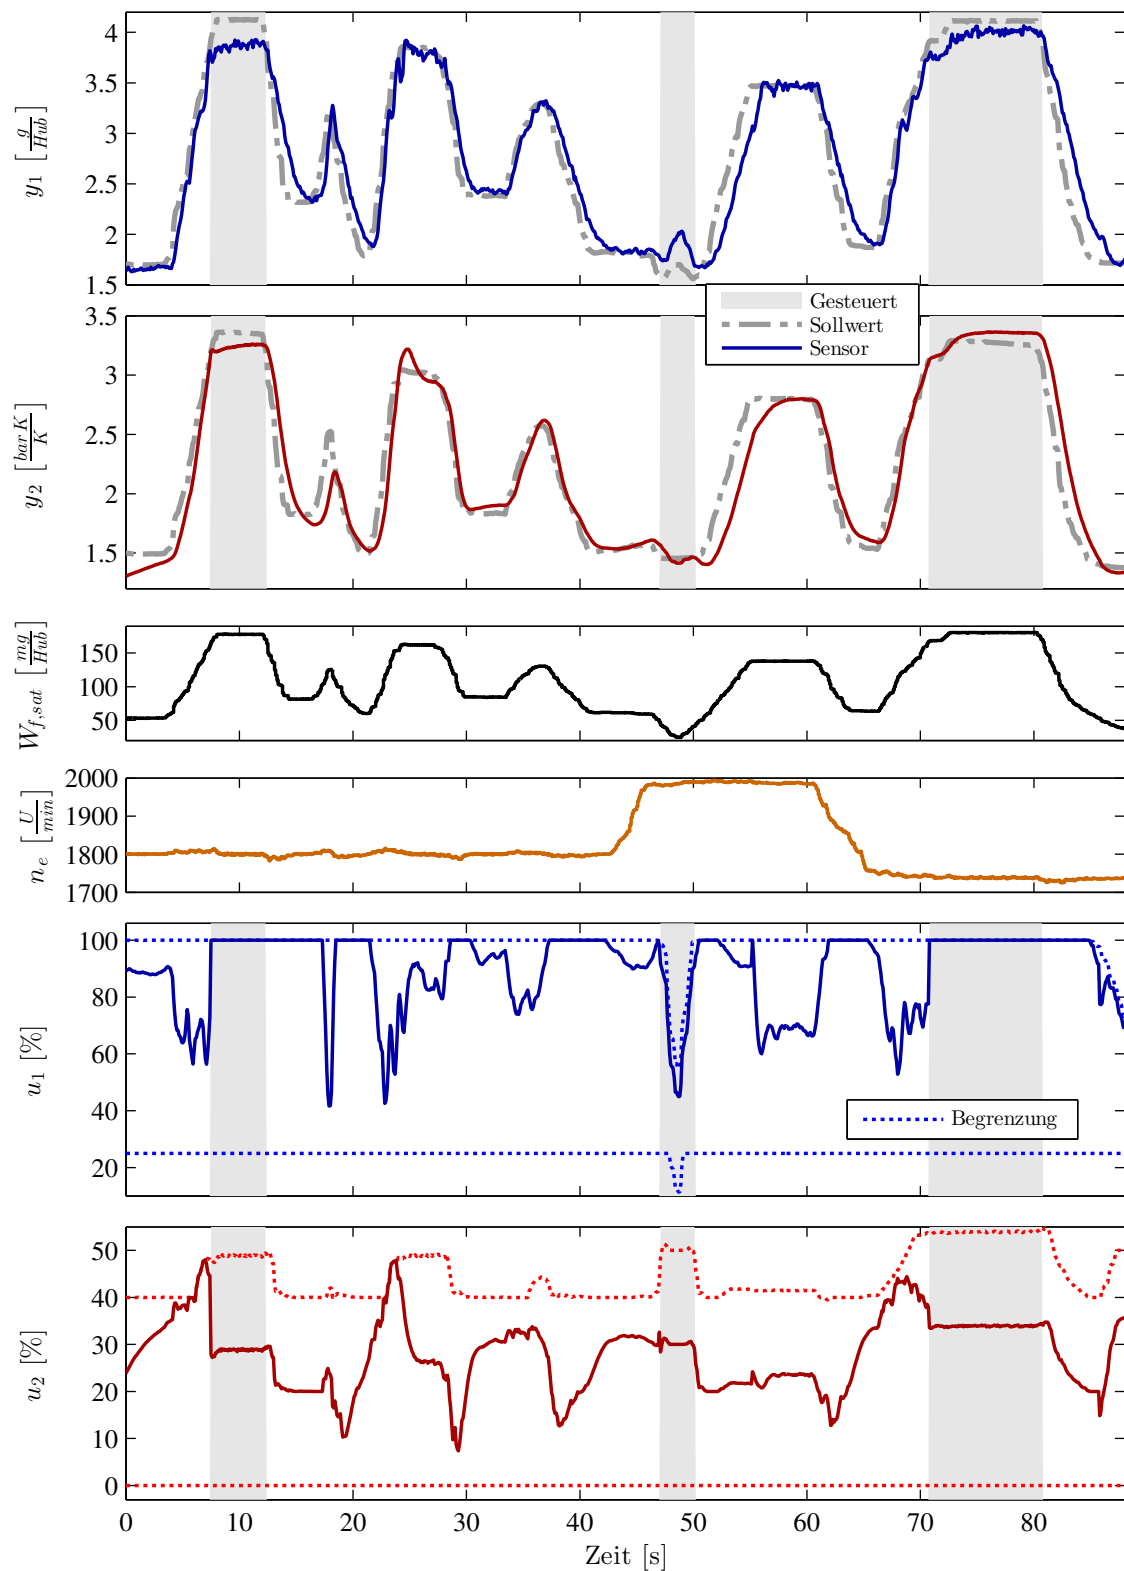 4
3.5
3
2.5
2
1.5
y₁ [g/Hub]
Gesteuert
Sollwert
Sensor
3.5
3
2.5
2
1.5
y₂ [bar K/K]
150
100
50
W_{f,sat} [mg/Hub]
2000
1900
1800
1700
n_e [U/min]
100
80
60
40
20
u₁ [%]
Begrenzung
50
40
30
20
10
0
u₂ [%]
0 10 20 30 40 50 60 70 80
Zeit [s]